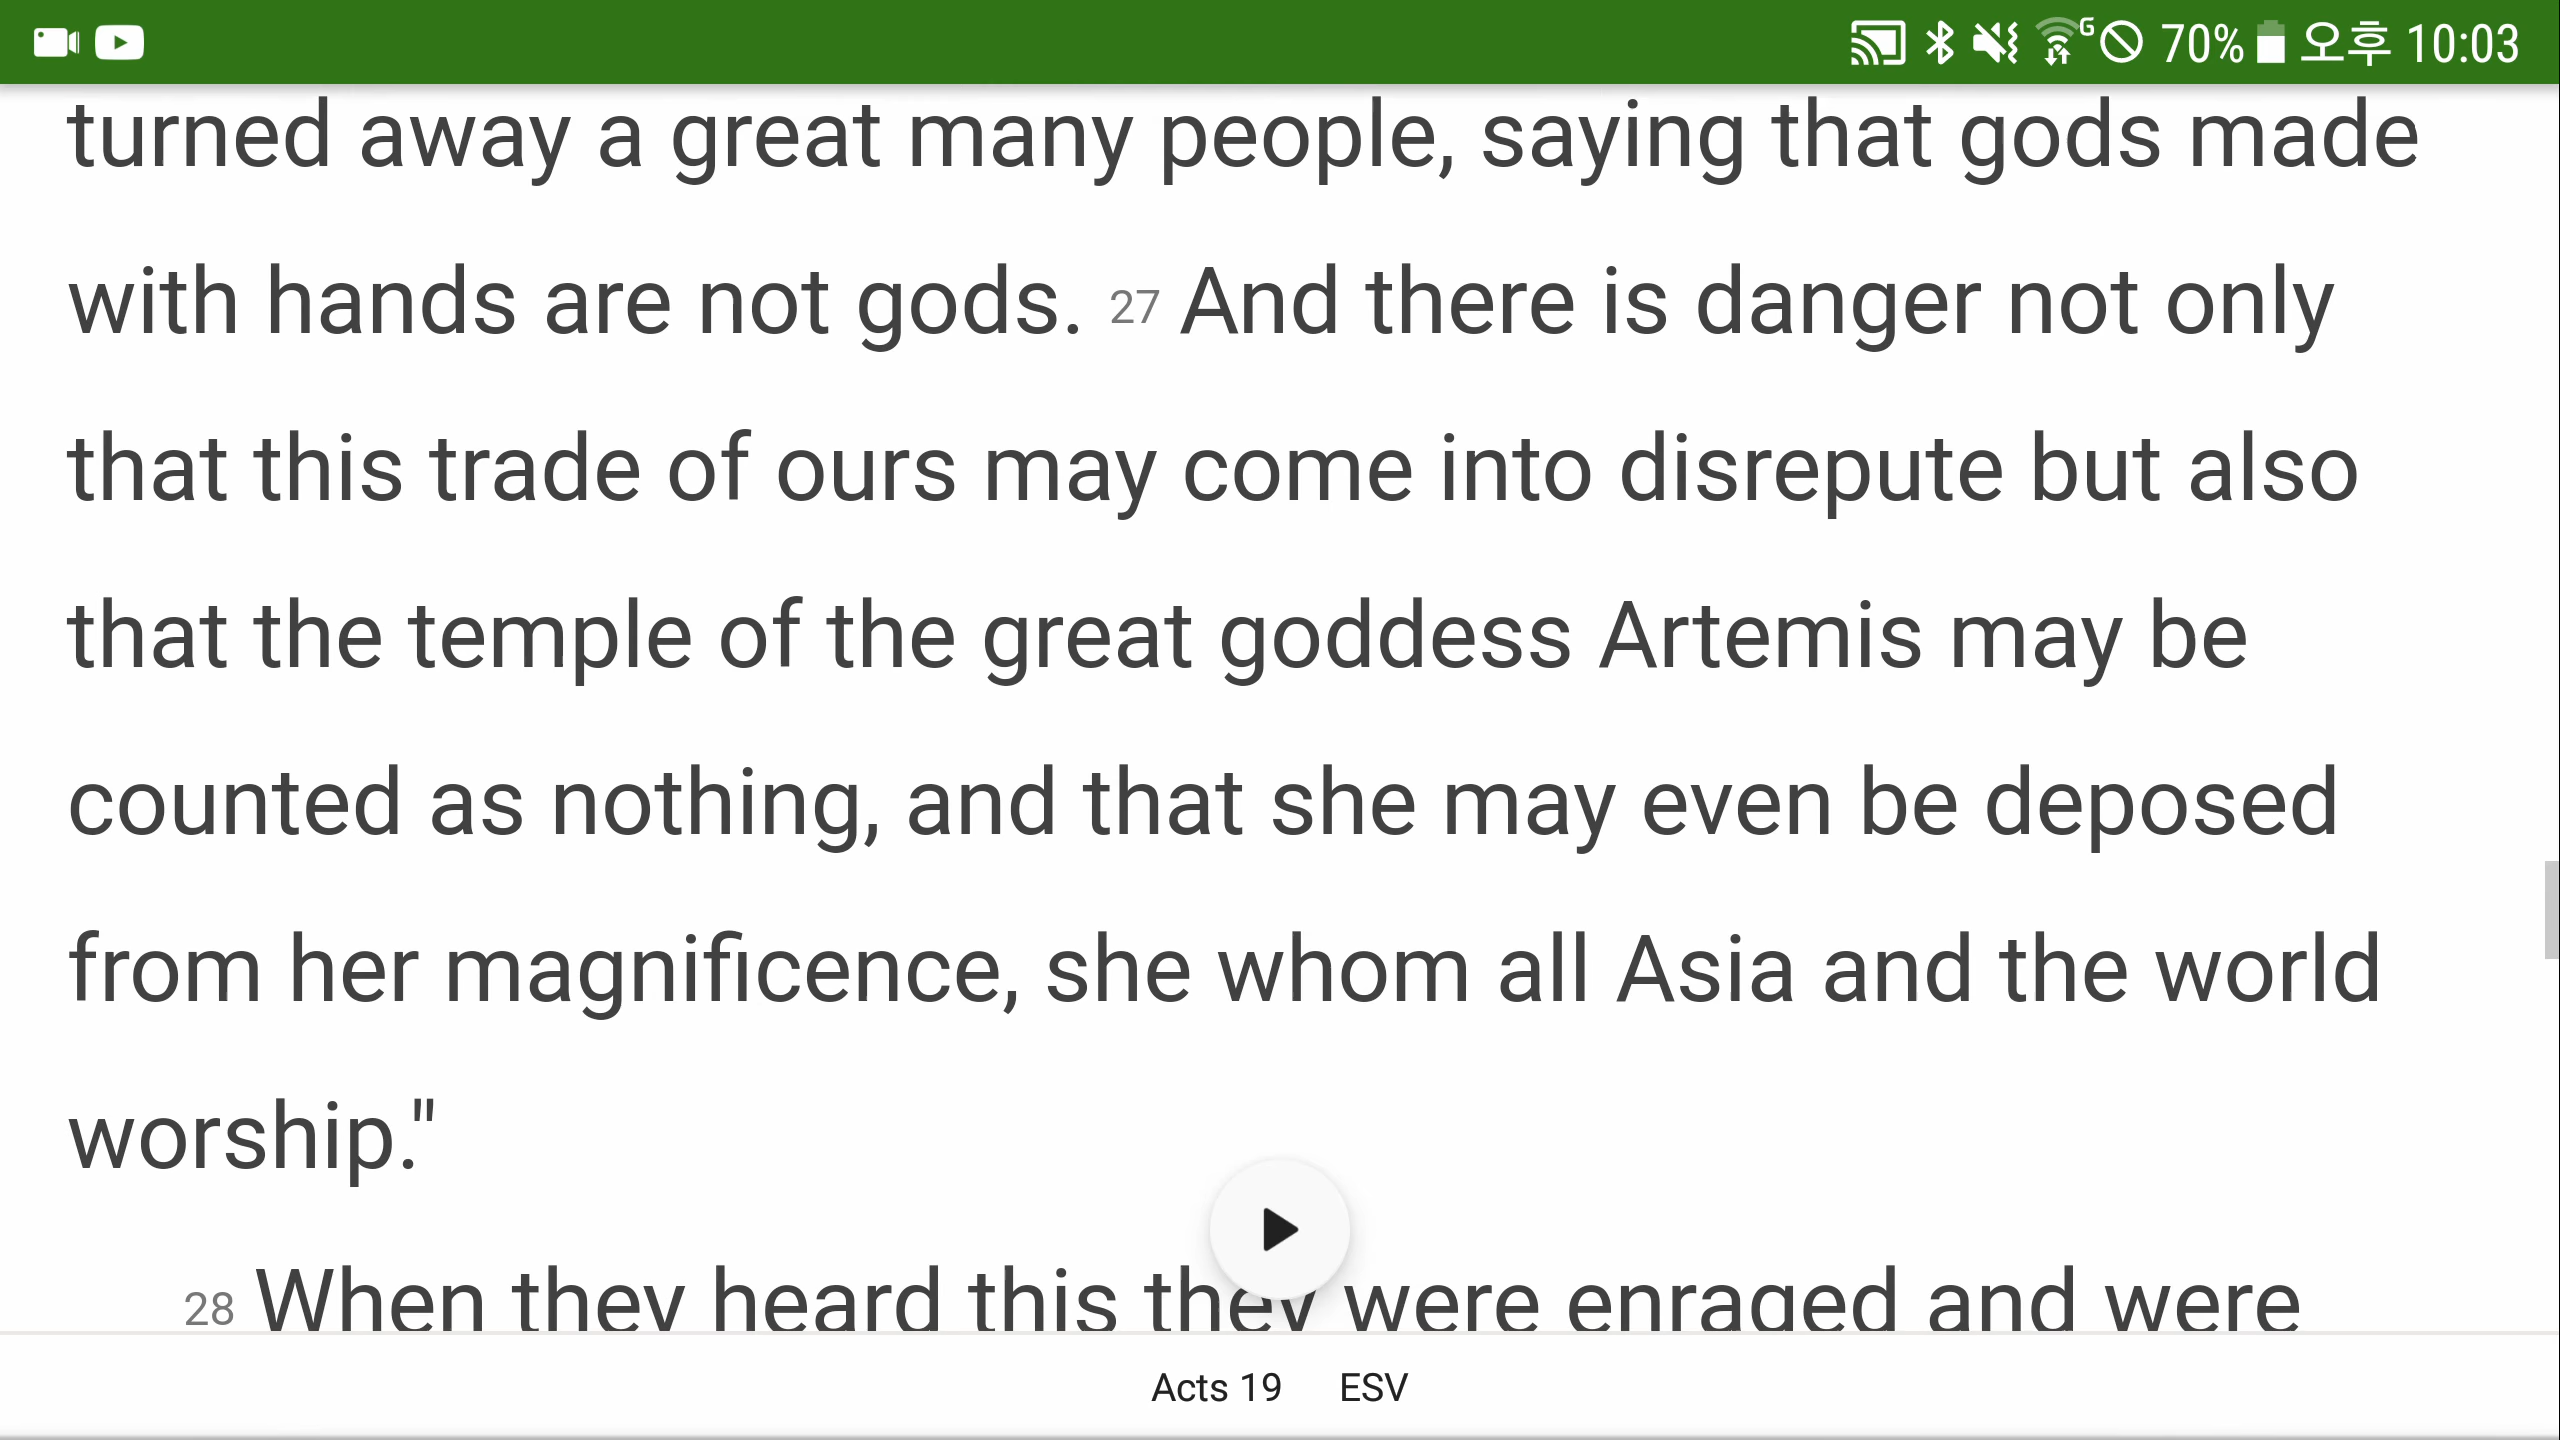 G 70% 오후 10:03
turned away a great many people, saying that gods made
with hands are not gods. 27 And there is danger not only
that this trade of ours may come into disrepute but also
that the temple of the great goddess Artemis may be
counted as nothing, and that she may even be deposed
from her magnificence, she whom all Asia and the world
worship."
28 When they heard this they were enraged and were
Acts 19 ESV